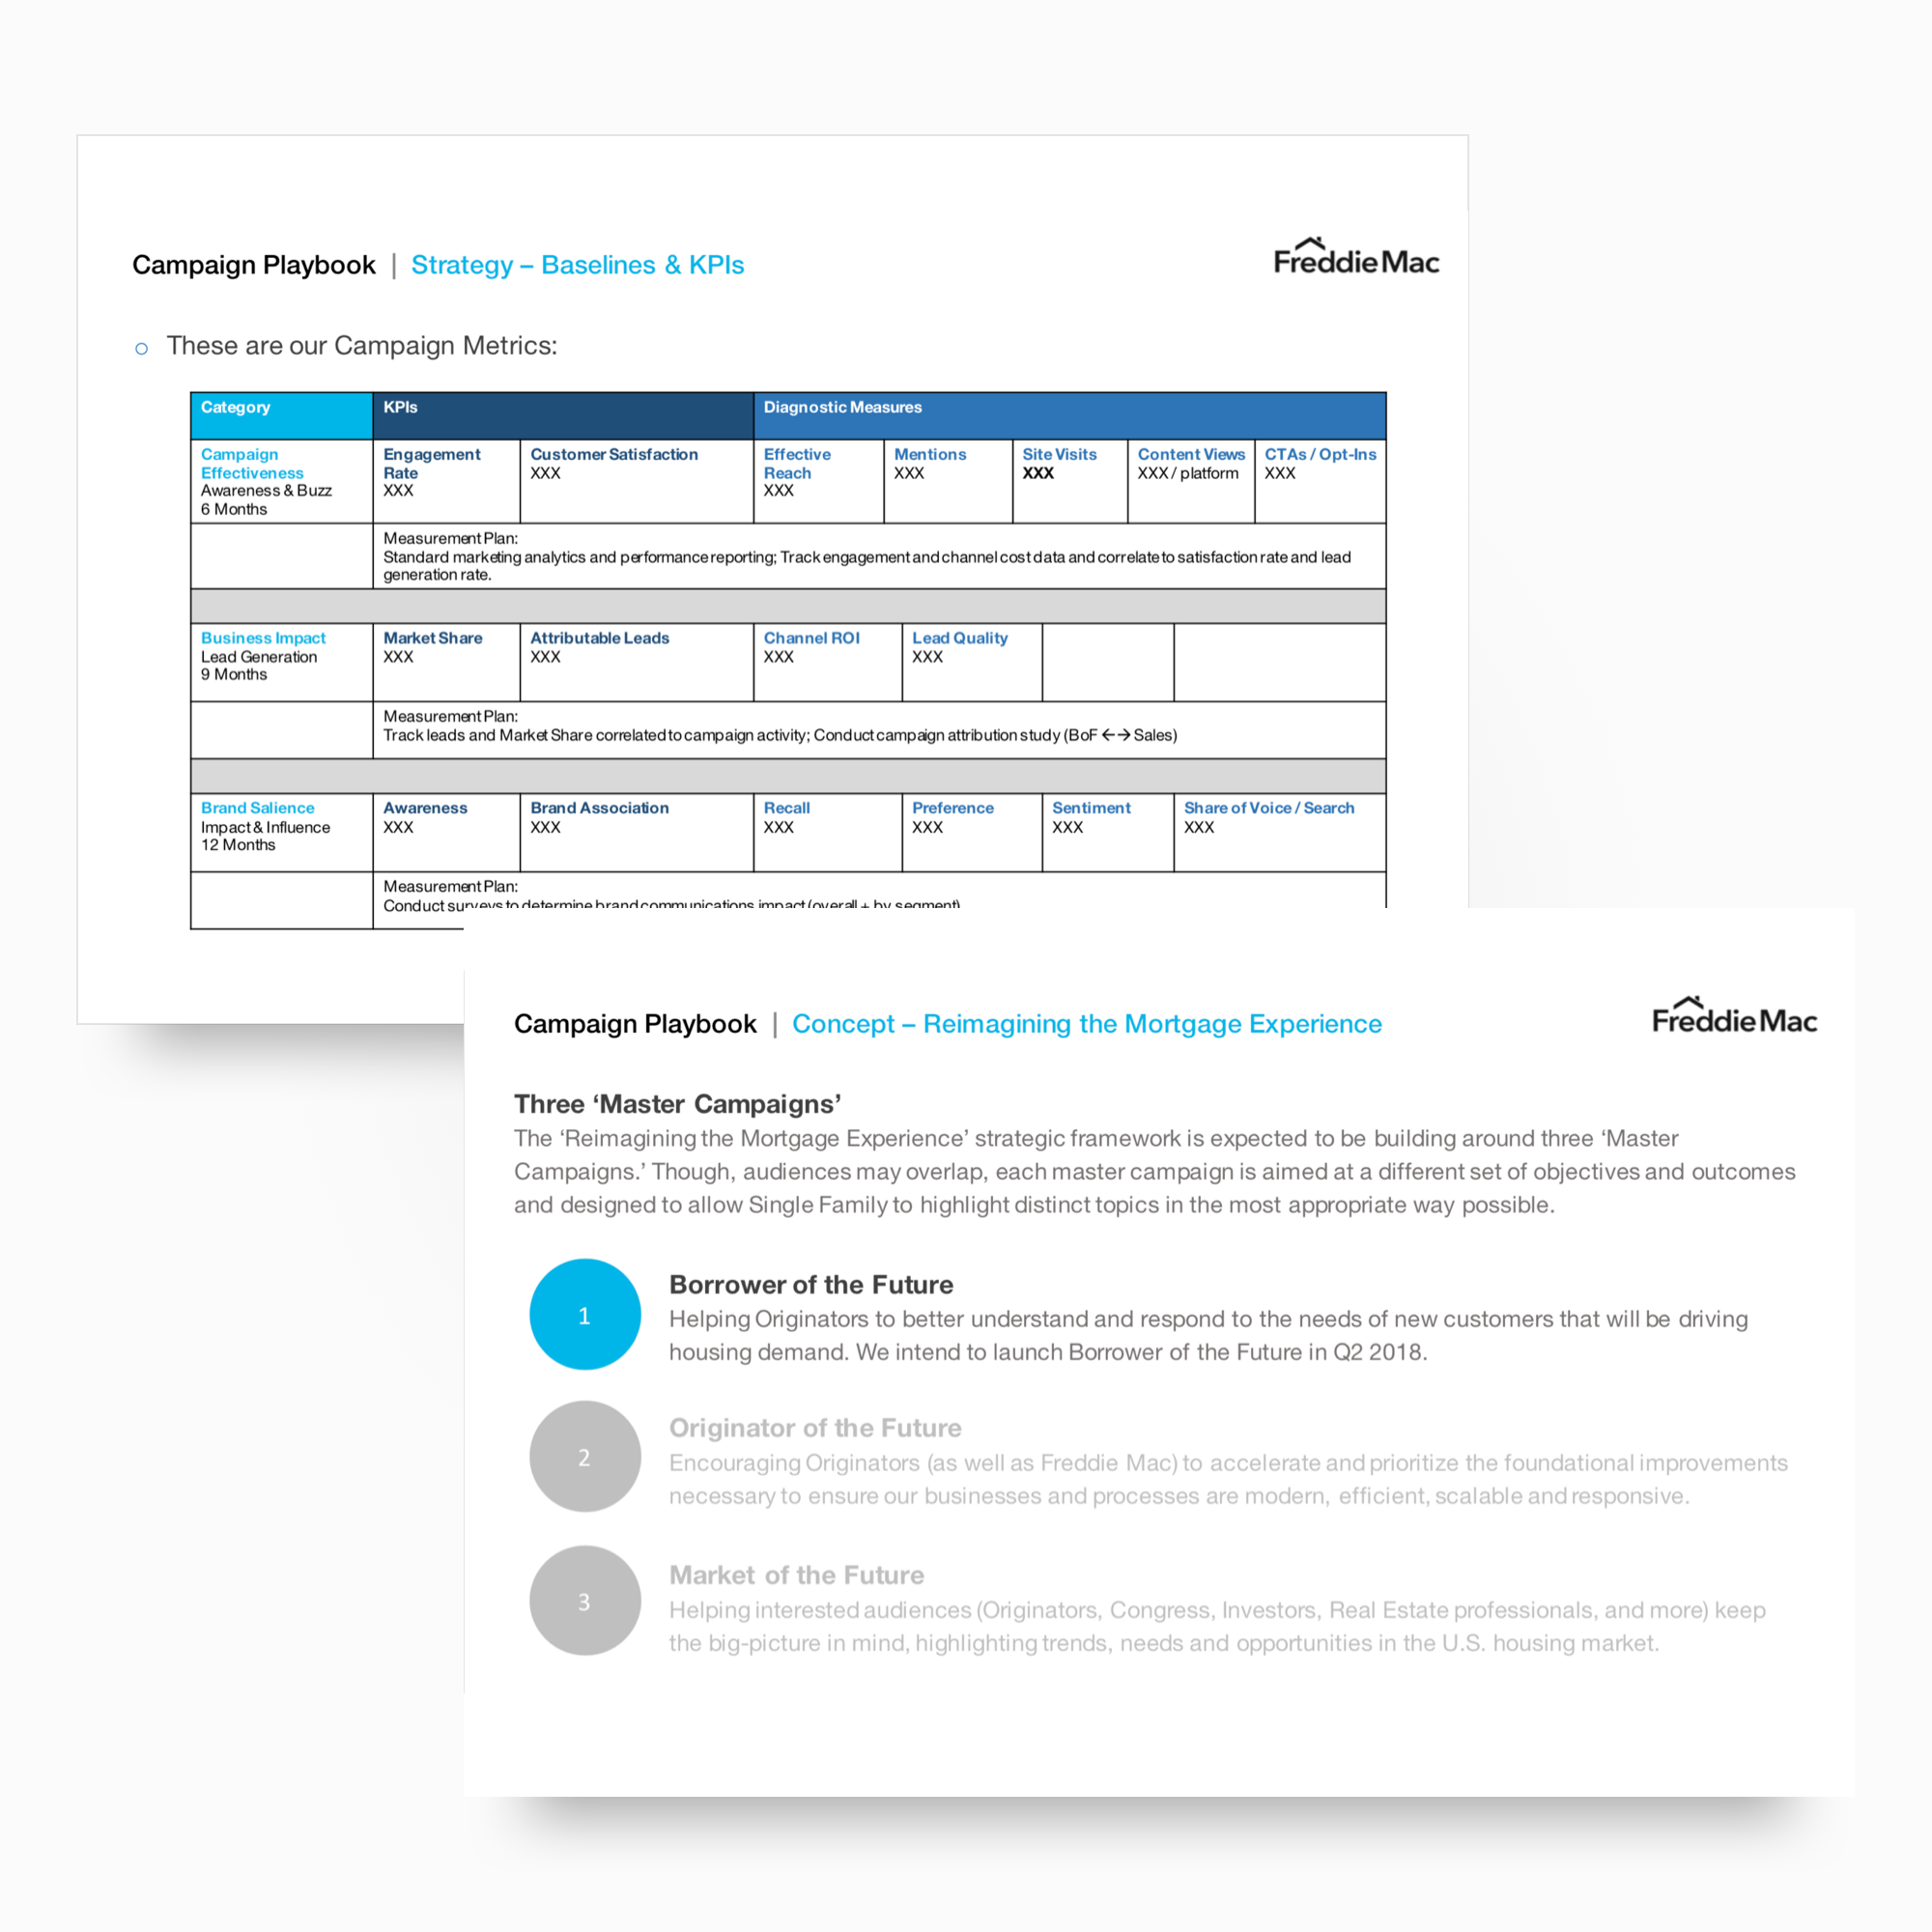 Campaign Playbook | Strategy – Baselines & KPIs
Freddie Mac
These are our Campaign Metrics:
Category KPIs Diagnostic Measures
Campaign Effectiveness
Awareness & Buzz
6 Months
Engagement Rate
XXX
Customer Satisfaction
XXX
Effective Reach
XXX
Mentions
XXX
Site Visits
XXX
Content Views
XXX / platform
CTAs / Opt-Ins
XXX
Measurement Plan:
Standard marketing analytics and performance reporting; Track engagement and channel cost data and correlate to satisfaction rate and lead
generation rate.
Business Impact
Lead Generation
9 Months
Market Share
XXX
Attributable Leads
XXX
Channel ROI
XXX
Lead Quality
XXX
Measurement Plan:
Track leads and Market Share correlated to campaign activity; Conduct campaign attribution study (BoF ←→ Sales)
Brand Salience
Impact & Influence
12 Months
Awareness
XXX
Brand Association
XXX
Recall
XXX
Preference
XXX
Sentiment
XXX
Share of Voice / Search
XXX
Measurement Plan:
Conduct surveys to determine brand communications impact (overall + by segment)
Campaign Playbook | Concept – Reimagining the Mortgage Experience
Freddie Mac
Three ‘Master Campaigns’
The ‘Reimagining the Mortgage Experience’ strategic framework is expected to be building around three ‘Master
Campaigns.’ Though, audiences may overlap, each master campaign is aimed at a different set of objectives and outcomes
and designed to allow Single Family to highlight distinct topics in the most appropriate way possible.
1
Borrower of the Future
Helping Originators to better understand and respond to the needs of new customers that will be driving
housing demand. We intend to launch Borrower of the Future in Q2 2018.
2
Originator of the Future
Encouraging Originators (as well as Freddie Mac) to accelerate and prioritize the foundational improvements
necessary to ensure our businesses and processes are modern, efficient, scalable and responsive.
3
Market of the Future
Helping interested audiences (Originators, Congress, Investors, Real Estate professionals, and more) keep
the big-picture in mind, highlighting trends, needs and opportunities in the U.S. housing market.